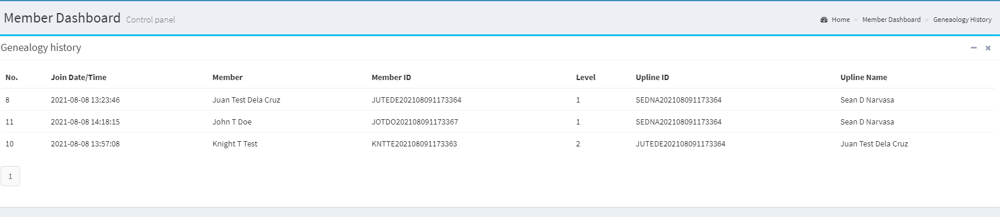 Member Dashboard Control panel
Home > Member Dashboard > Geneaology History
Genealogy history
No. Join Date/Time Member Member ID Level Upline ID Upline Name
8 2021-08-08 13:23:46 Juan Test Dela Cruz JUTEDE202108091173364 1 SEDNA202108091173364 Sean D Narvasa
11 2021-08-08 14:18:15 John T Doe JOTDO202108091173367 1 SEDNA202108091173364 Sean D Narvasa
10 2021-08-08 13:57:08 Knight T Test KNTTE202108091173363 2 JUTEDE202108091173364 Juan Test Dela Cruz
1